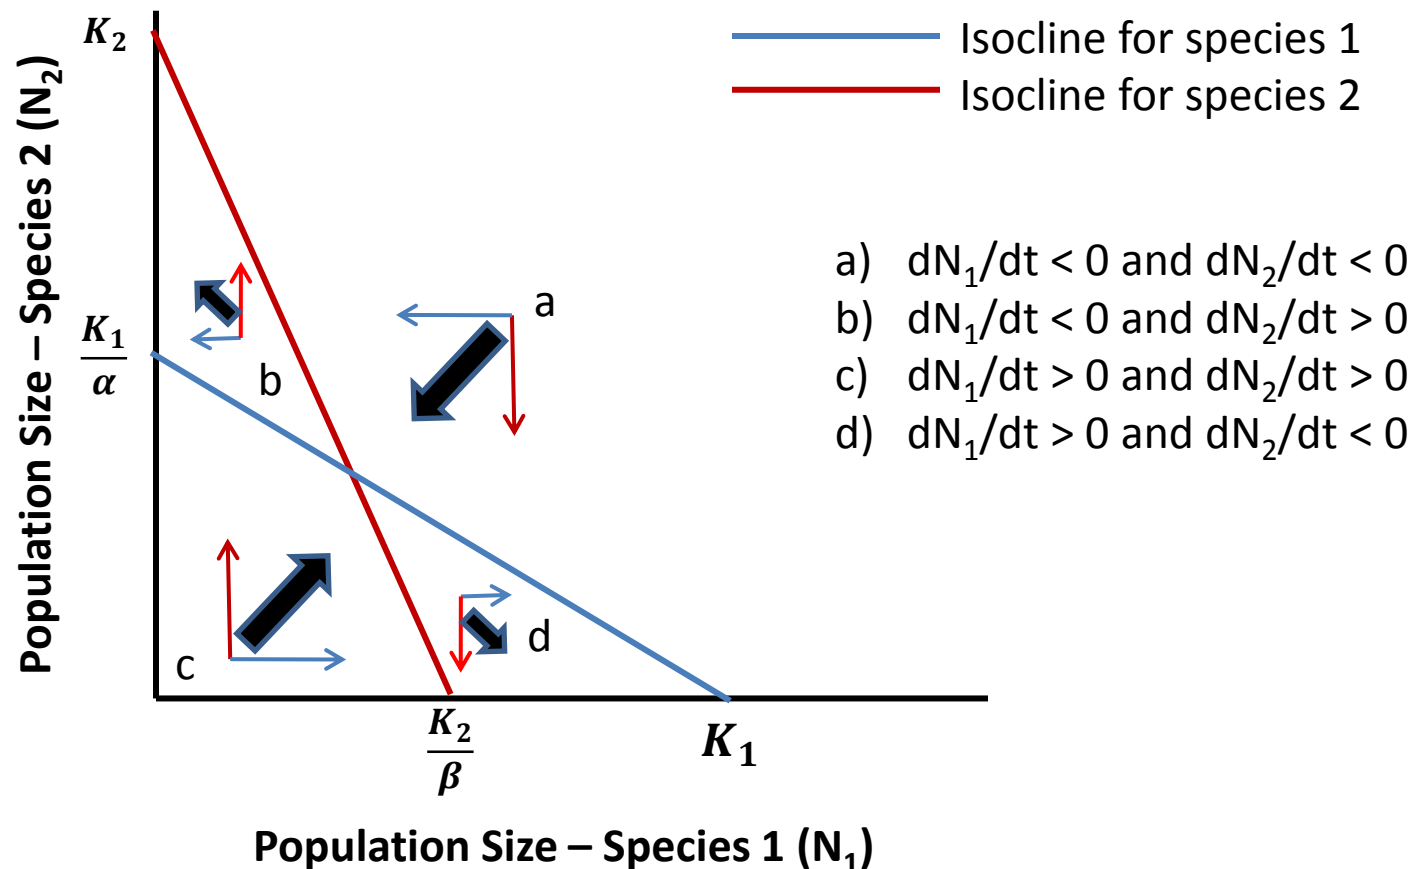 K₂
Isocline for species 1
Isocline for species 2
Population Size – Species 2 (N₂)
a
a) dN₁/dt < 0 and dN₂/dt < 0
b) dN₁/dt < 0 and dN₂/dt > 0
c) dN₁/dt > 0 and dN₂/dt > 0
d) dN₁/dt > 0 and dN₂/dt < 0
K₁
α
b
d
c
K₂
β
K₁
Population Size – Species 1 (N₁)